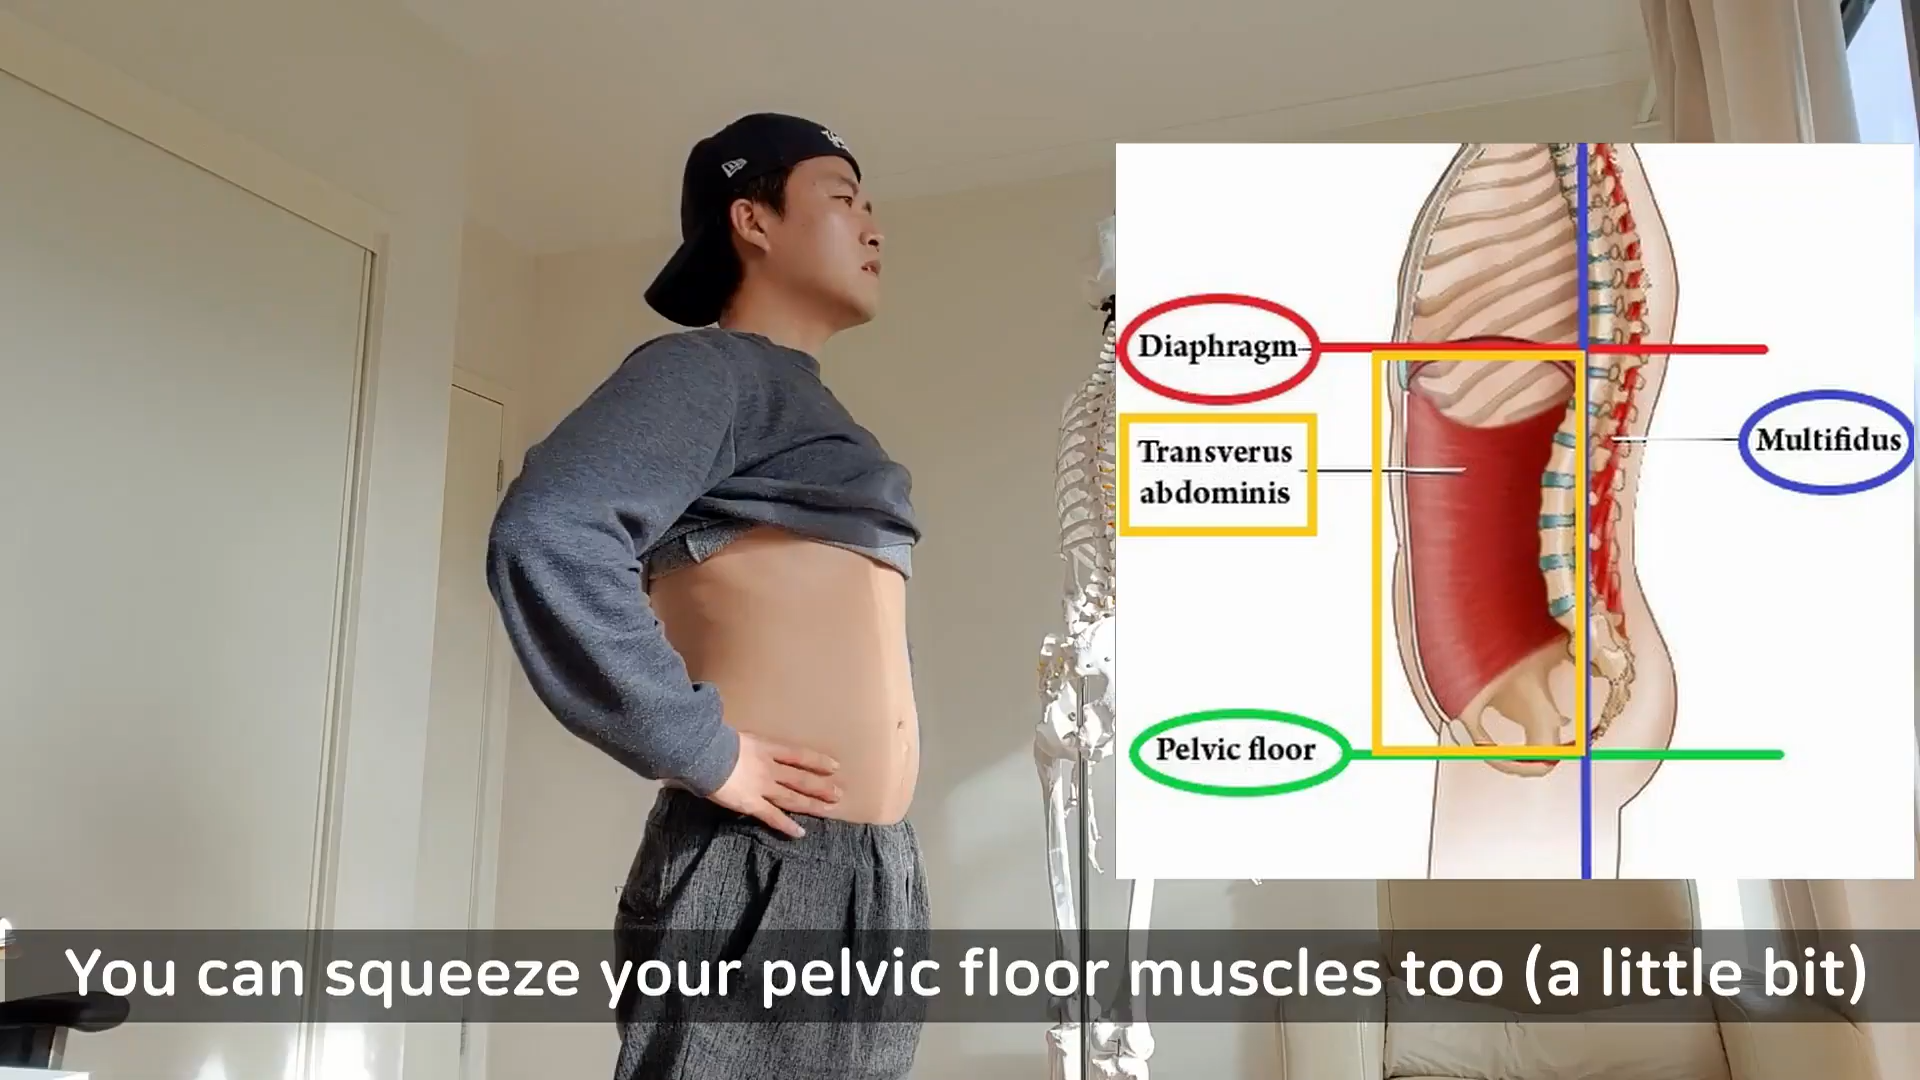 Diaphragm
Transverus
abdominis
Multifidus
Pelvic floor
You can squeeze your pelvic floor muscles too (a little bit)